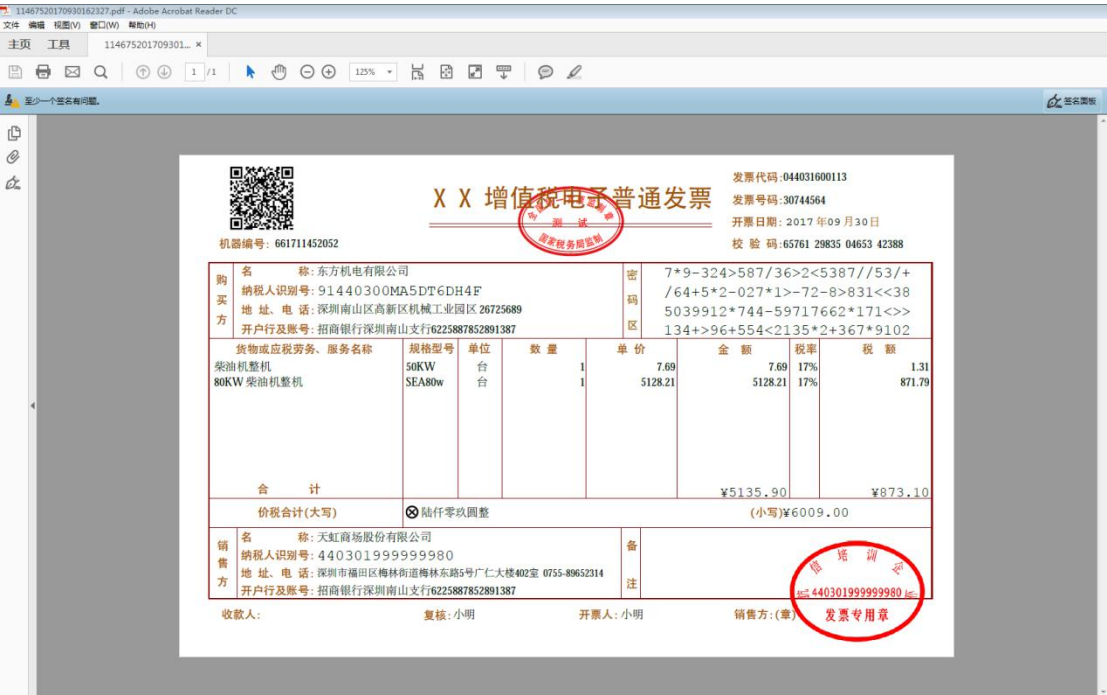 11467520170930162327.pdf - Adobe Acrobat Reader DC
文件 编辑 视图(V) 窗口(W) 帮助(H)
主页 工具 114675201709301... ×
1 /1 125%
至少一个签名有问题。 签名面板
X X 增值税电子普通发票
测 试
国家税务局监制
发票代码:044031600113
发票号码:30744564
开票日期: 2017 年09 月30日
校 验 码:65761 29835 04653 42388
机器编号: 661711452052
购买方
名 称: 东方机电有限公司
纳税人识别号: 91440300MA5DT6DH4F
地 址、电 话: 深圳南山区高新区机械工业园区 26725689
开户行及账号: 招商银行深圳南山支行6225887852891387
密码区
7*9-324>587/36>2<5387//53/+
/64+5*2-027*1>-72-8>831<<38
5039912*744-59717662*171<>>
134+>96+554<2135*2+367*9102
货物或应税劳务、服务名称 规格型号 单位 数 量 单 价 金 额 税率 税 额
柴油机整机 50KW 台 1 7.69 7.69 17% 1.31
80KW 柴油机整机 SEA80w 台 1 5128.21 5128.21 17% 871.79
合 计 ¥5135.90 ¥873.10
价税合计(大写) ⊗ 陆仟零玖圆整 (小写)¥6009.00
销售方
名 称: 天虹商场股份有限公司
纳税人识别号: 440301999999980
地 址、电 话: 深圳市福田区梅林街道梅林东路5号广仁大楼402室 0755-89652314
开户行及账号: 招商银行深圳南山支行6225887852891387
备注
收款人: 复核: 小明 开票人: 小明 销售方:(章)
培 训 企
440301999999980
发票专用章